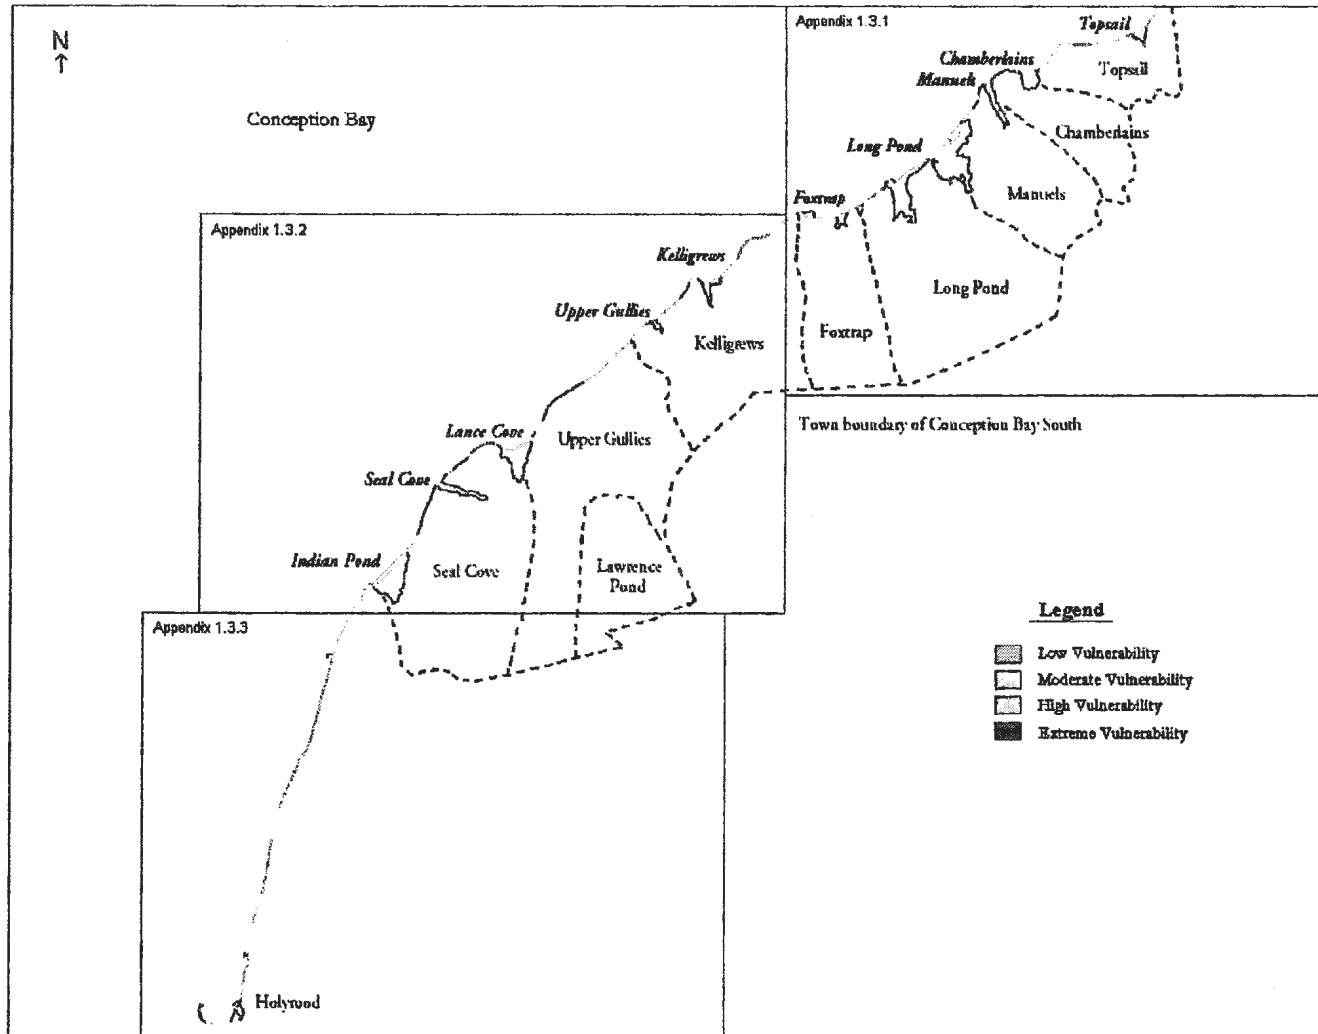 Appendix 1.3.1
Topsail
N
Chamberlains
Topsail
Manuels
Conception Bay
Chamberlains
Long Pond
Manuels
Foxtrap
Appendix 1.3.2
Kelligrews
Long Pond
Upper Gullies
Foxtrap
Kelligrews
Town boundary of Conception Bay South
Lance Cove
Upper Gullies
Seal Cove
Indian Pond
Seal Cove
Lawrence
Pond
Legend
Appendix 1.3.3
Low Vulnerability
Moderate Vulnerability
High Vulnerability
Extreme Vulnerability
Holyrood